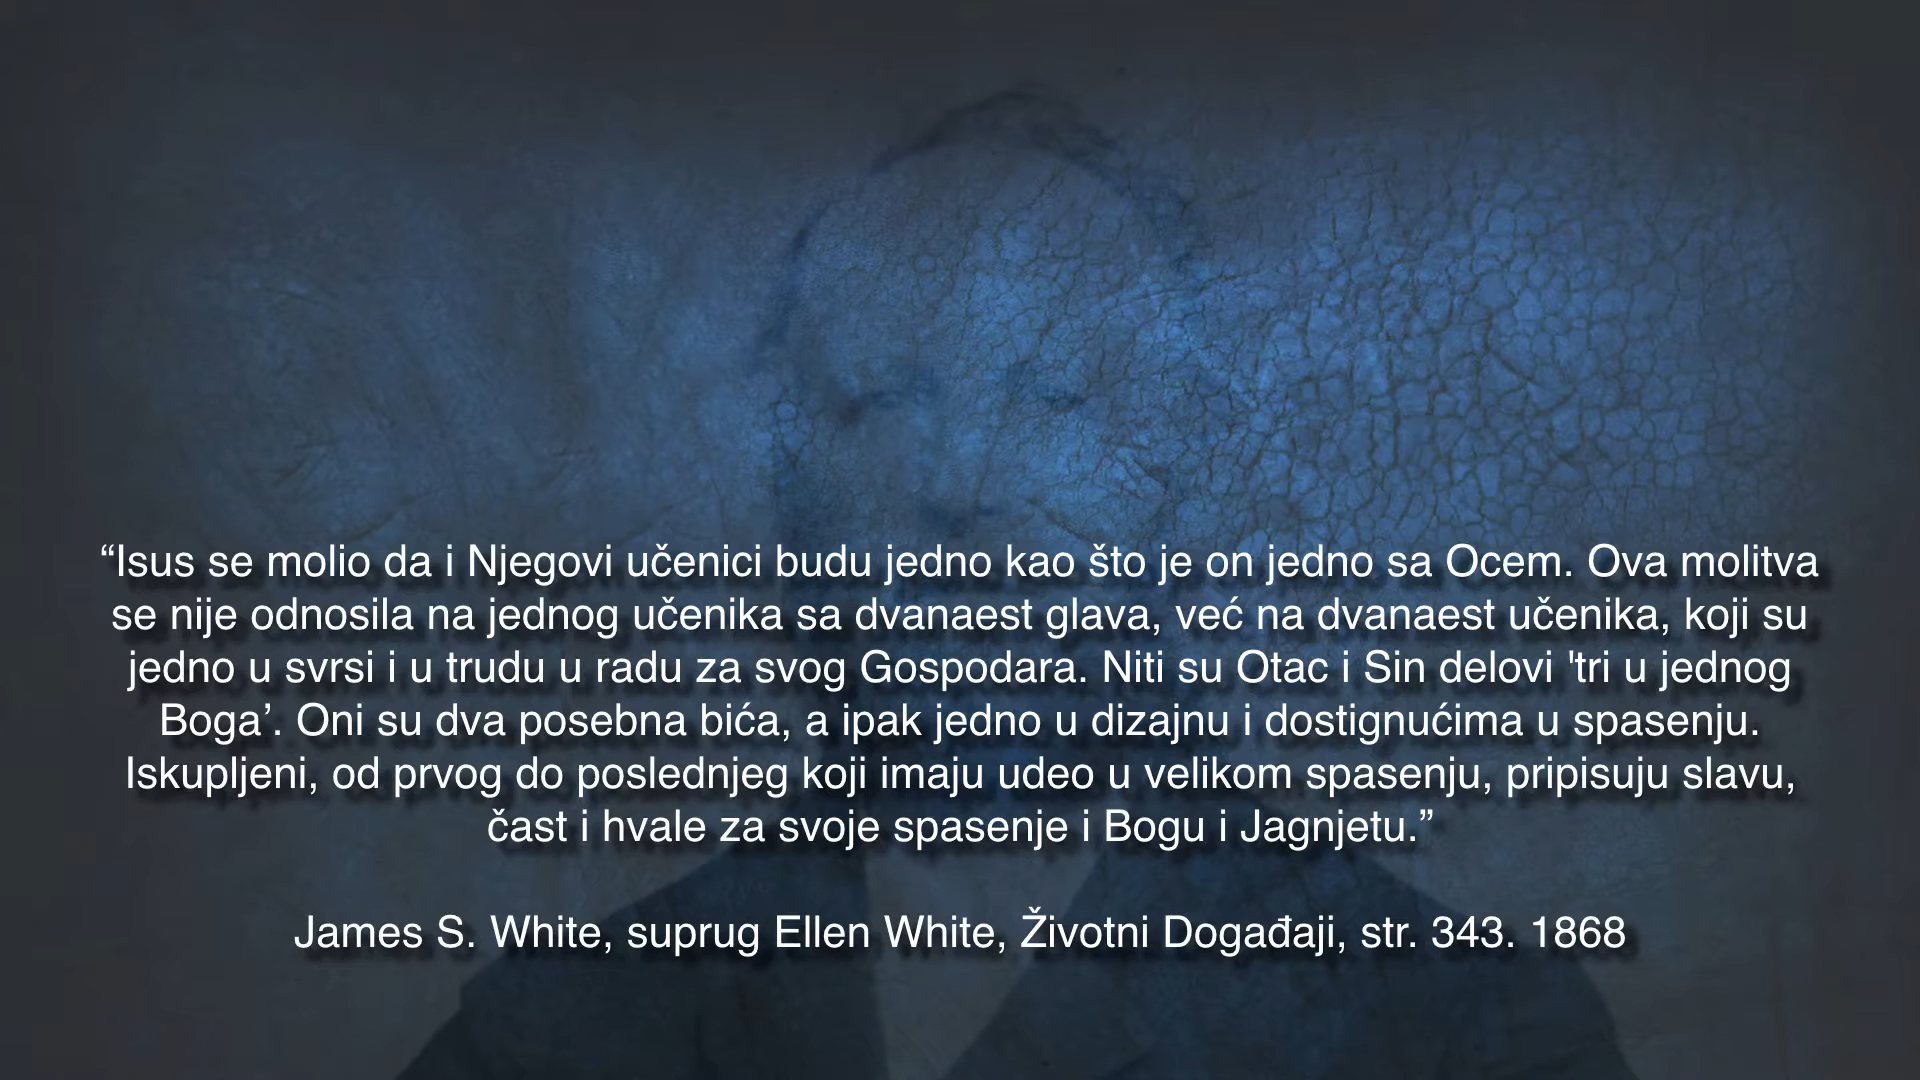 “Isus se molio da i Njegovi učenici budu jedno kao što je on jedno sa Ocem. Ova molitva
se nije odnosila na jednog učenika sa dvanaest glava, već na dvanaest učenika, koji su
jedno u svrsi i u trudu u radu za svog Gospodara. Niti su Otac i Sin delovi 'tri u jednog
Boga’. Oni su dva posebna bića, a ipak jedno u dizajnu i dostignućima u spasenju.
Iskupljeni, od prvog do poslednjeg koji imaju udeo u velikom spasenju, pripisuju slavu,
čast i hvale za svoje spasenje i Bogu i Jagnjetu.”
James S. White, suprug Ellen White, Životni Događaji, str. 343. 1868